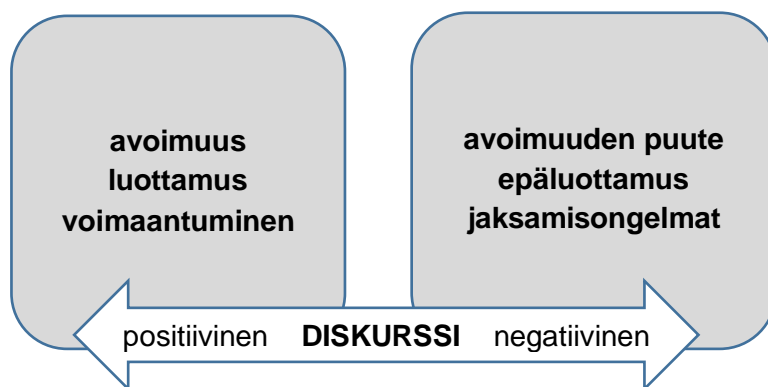 avoimuus
luottamus
voimaantuminen
avoimuuden puute
epäluottamus
jaksamisongelmat
positiivinen DISKURSSI negatiivinen